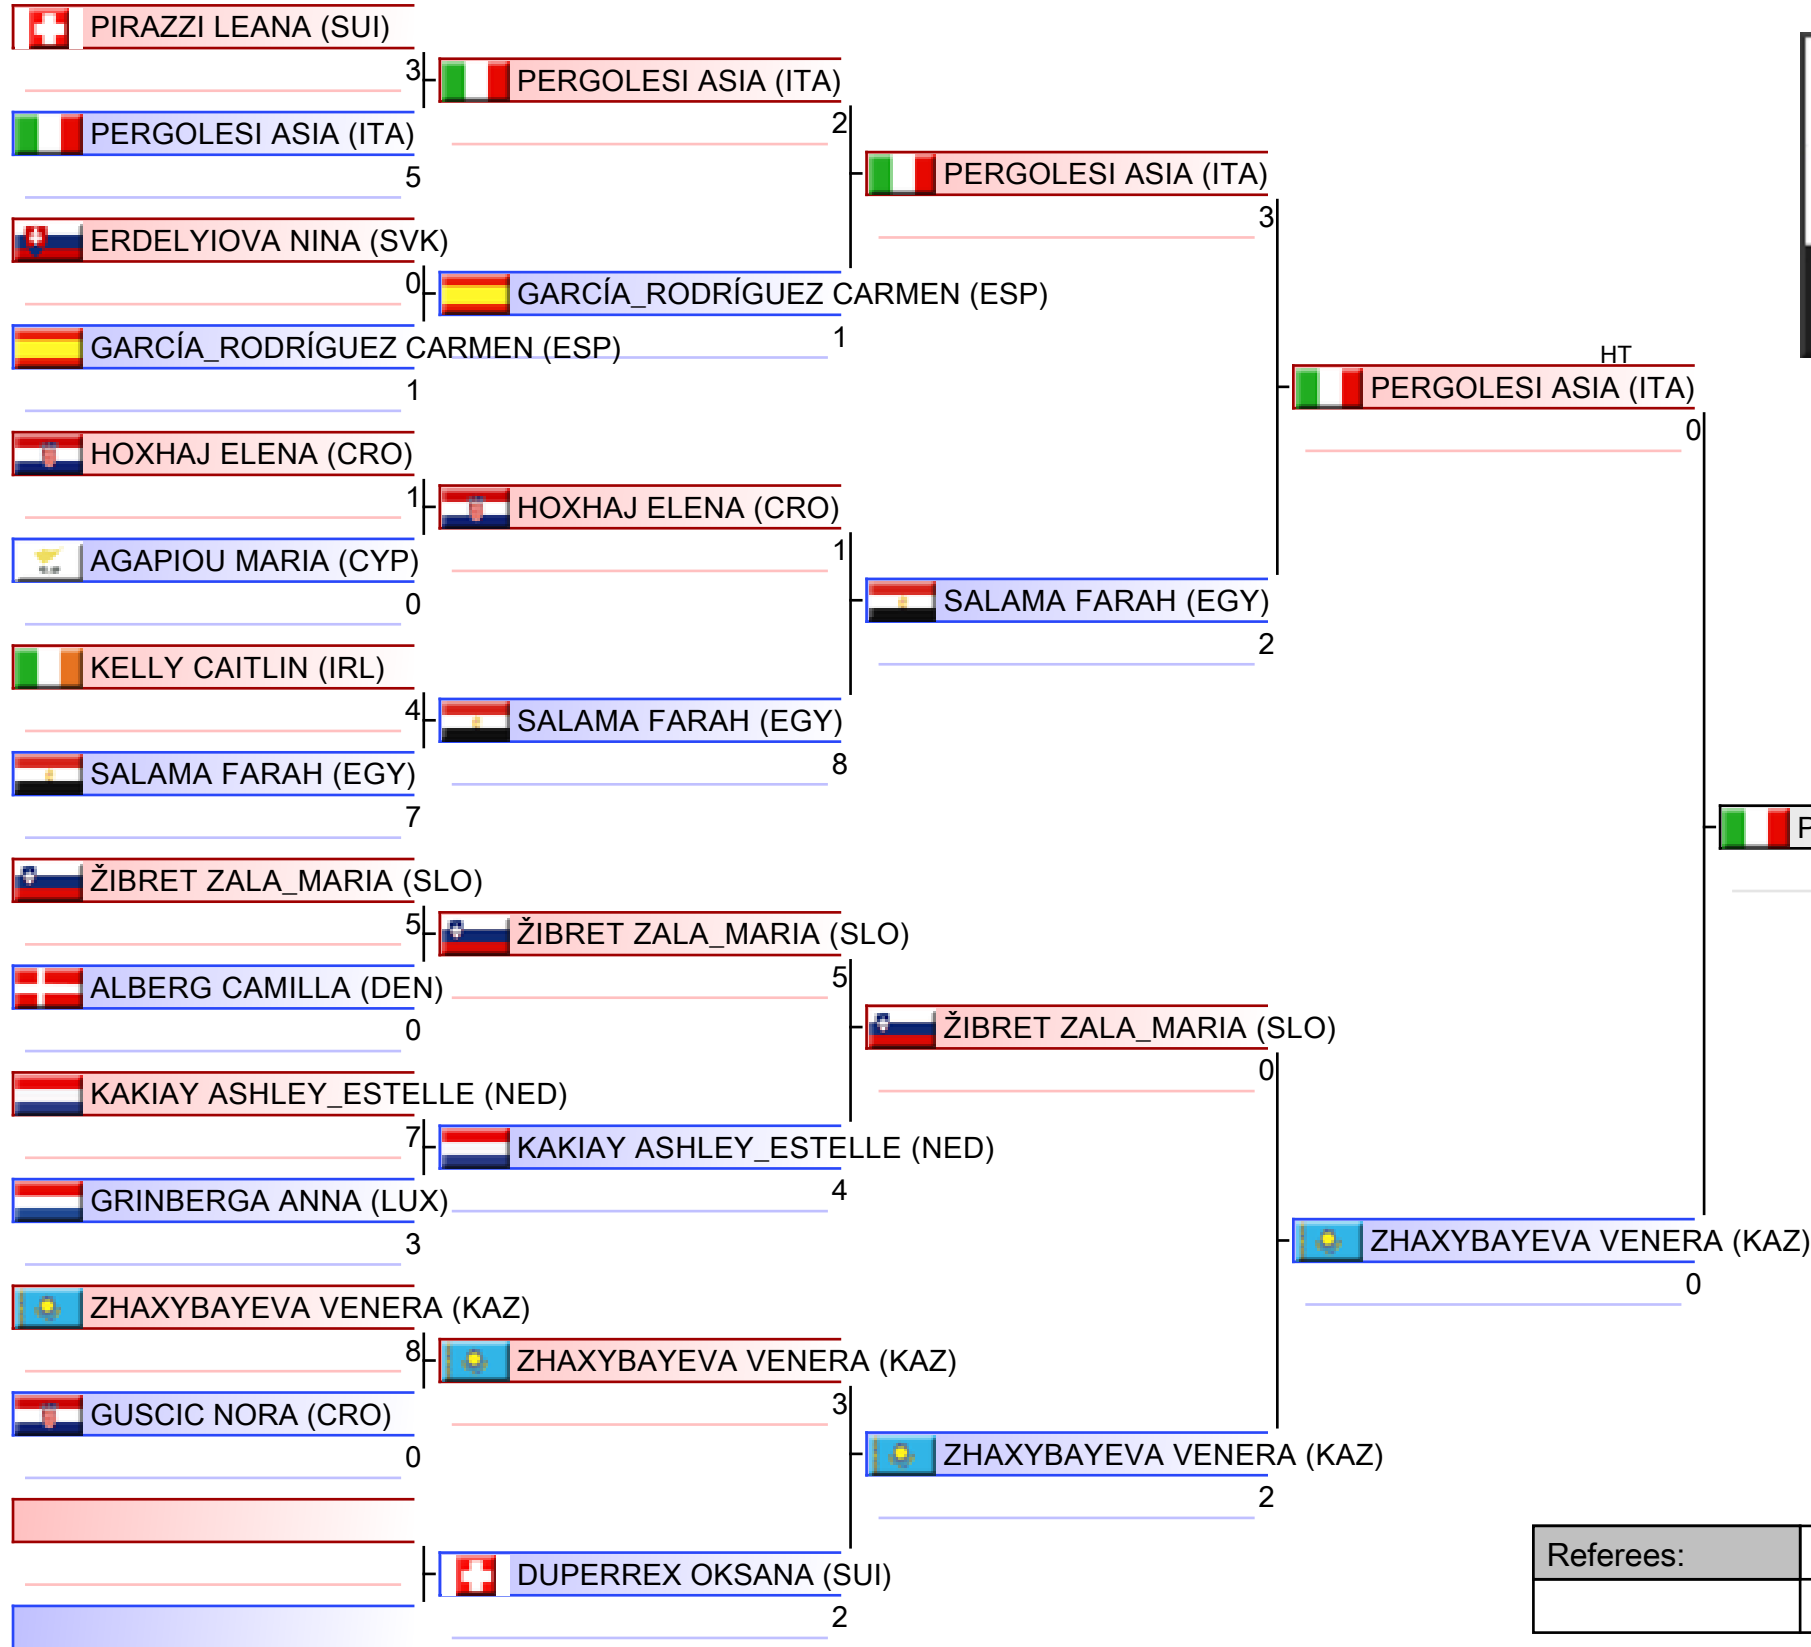 PIRAZZI LEANA (SUI)
3
PERGOLESI ASIA (ITA)
5
ERDELYIOVA NINA (SVK)
0
GARCÍA_RODRÍGUEZ CARMEN (ESP)
1
HOXHAJ ELENA (CRO)
1
AGAPIOU MARIA (CYP)
0
KELLY CAITLIN (IRL)
4
SALAMA FARAH (EGY)
7
ŽIBRET ZALA_MARIA (SLO)
5
ALBERG CAMILLA (DEN)
0
KAKIAY ASHLEY_ESTELLE (NED)
7
GRINBERGA ANNA (LUX)
3
ZHAXYBAYEVA VENERA (KAZ)
8
GUSCIC NORA (CRO)
0
PERGOLESI ASIA (ITA)
2
GARCÍA_RODRÍGUEZ CARMEN (ESP)
1
HOXHAJ ELENA (CRO)
1
SALAMA FARAH (EGY)
8
ŽIBRET ZALA_MARIA (SLO)
5
KAKIAY ASHLEY_ESTELLE (NED)
4
ZHAXYBAYEVA VENERA (KAZ)
3
DUPERREX OKSANA (SUI)
2
PERGOLESI ASIA (ITA)
3
SALAMA FARAH (EGY)
2
ŽIBRET ZALA_MARIA (SLO)
0
ZHAXYBAYEVA VENERA (KAZ)
2
HT
PERGOLESI ASIA (ITA)
0
ZHAXYBAYEVA VENERA (KAZ)
0
P
Referees: